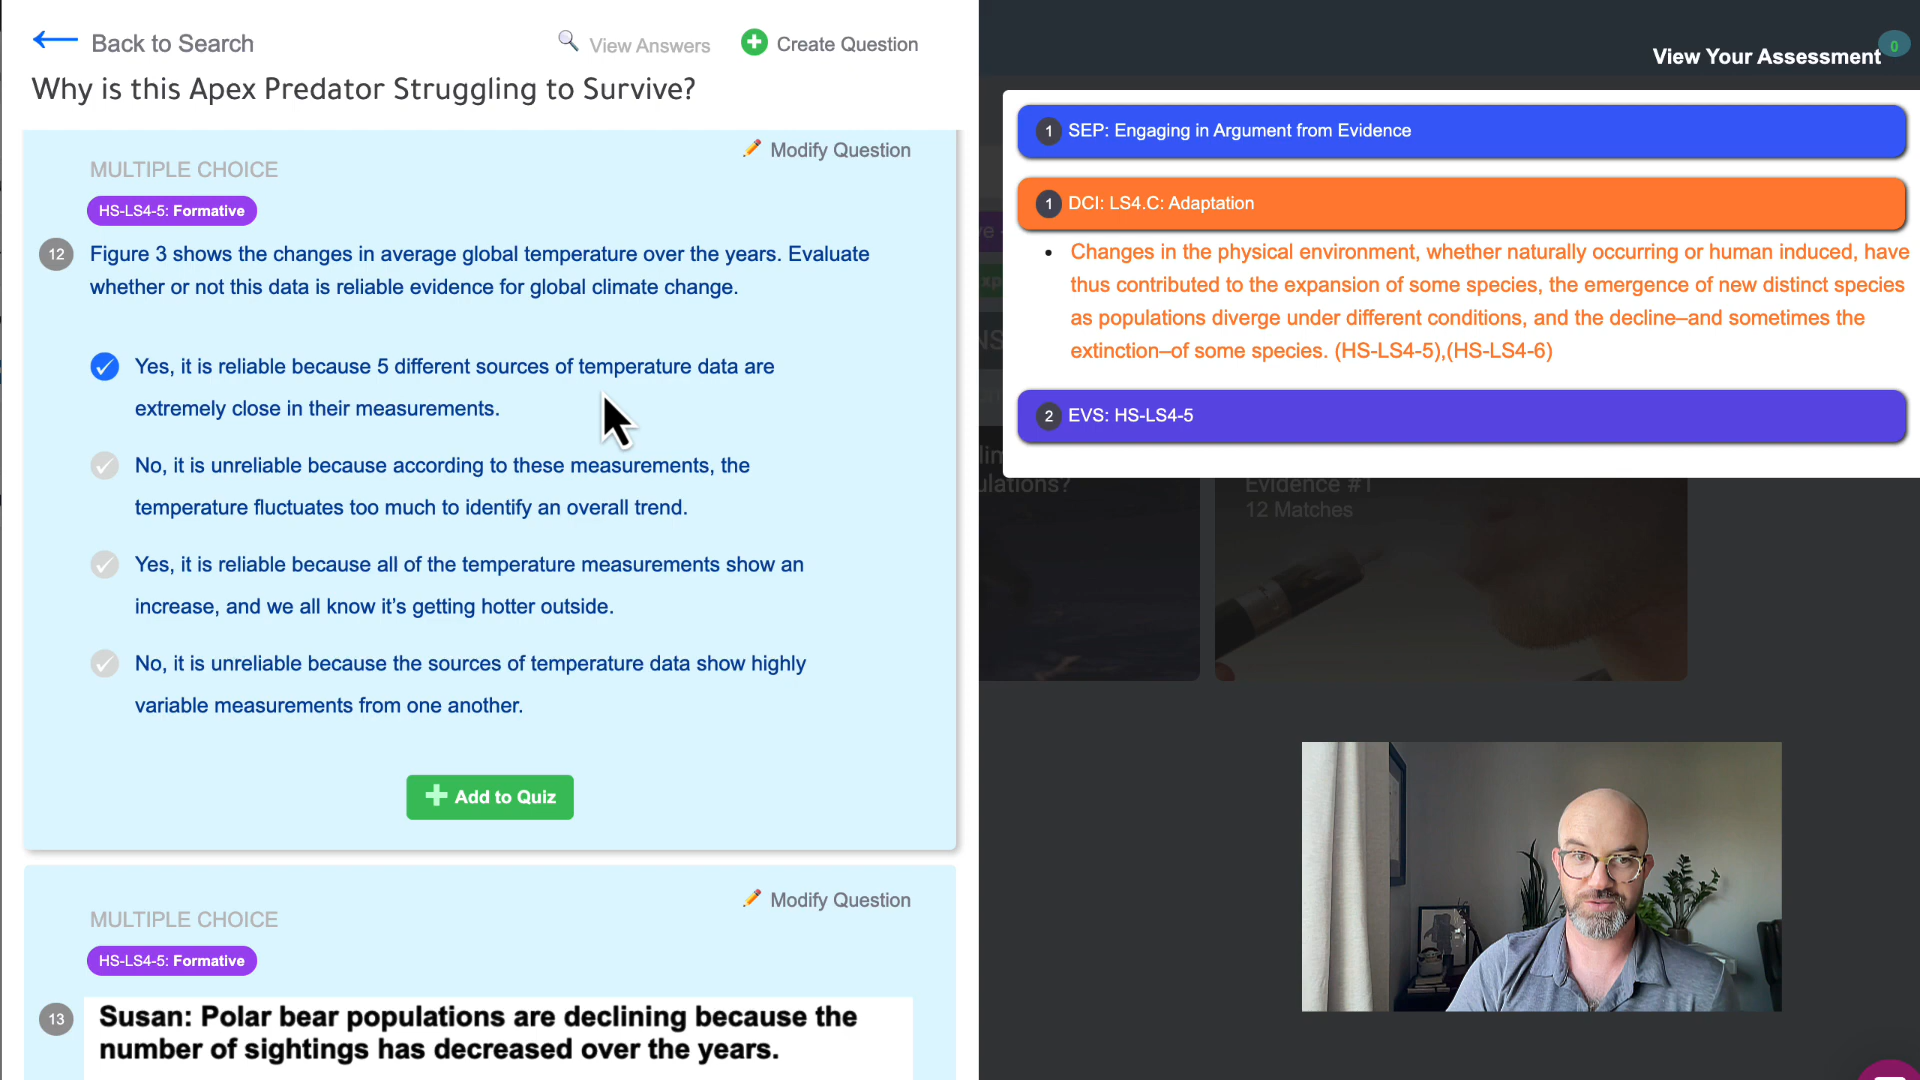 Back to Search
View Answers
Create Question
Why is this Apex Predator Struggling to Survive?
Modify Question
MULTIPLE CHOICE
HS-LS4-5: Formative
12
Figure 3 shows the changes in average global temperature over the years. Evaluate
whether or not this data is reliable evidence for global climate change.
Yes, it is reliable because 5 different sources of temperature data are
extremely close in their measurements.
No, it is unreliable because according to these measurements, the
temperature fluctuates too much to identify an overall trend.
Yes, it is reliable because all of the temperature measurements show an
increase, and we all know it's getting hotter outside.
No, it is unreliable because the sources of temperature data show highly
variable measurements from one another.
Add to Quiz
Modify Question
MULTIPLE CHOICE
HS-LS4-5: Formative
13
Susan: Polar bear populations are declining because the
number of sightings has decreased over the years.
View Your Assessment
0
1 SEP: Engaging in Argument from Evidence
1 DCI: LS4.C: Adaptation
• Changes in the physical environment, whether naturally occurring or human induced, have
thus contributed to the expansion of some species, the emergence of new distinct species
as populations diverge under different conditions, and the decline–and sometimes the
extinction–of some species. (HS-LS4-5),(HS-LS4-6)
2 EVS: HS-LS4-5
Evidence #1
12 Matches